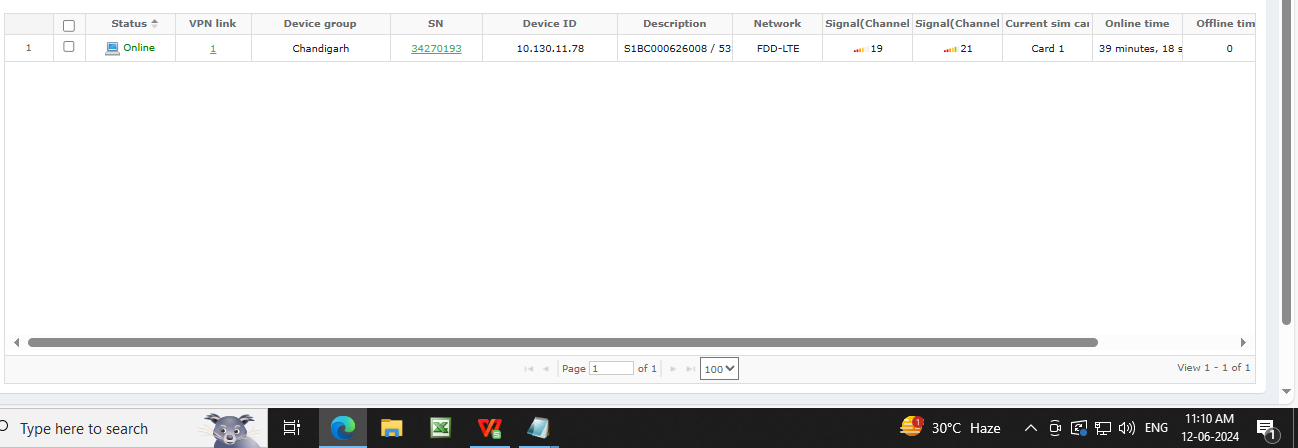 Status VPN link Device group SN Device ID Description Network Signal(Channel Signal(Channel Current sim car Online time Offline tim
1 Online 1 Chandigarh 34270193 10.130.11.78 S1BC000626008 / 53 FDD-LTE 19 21 Card 1 39 minutes, 18 s 0
Page 1 of 1 100 View 1 - 1 of 1
Type here to search 1 30°C Haze ENG 11:10 AM
12-06-2024 1